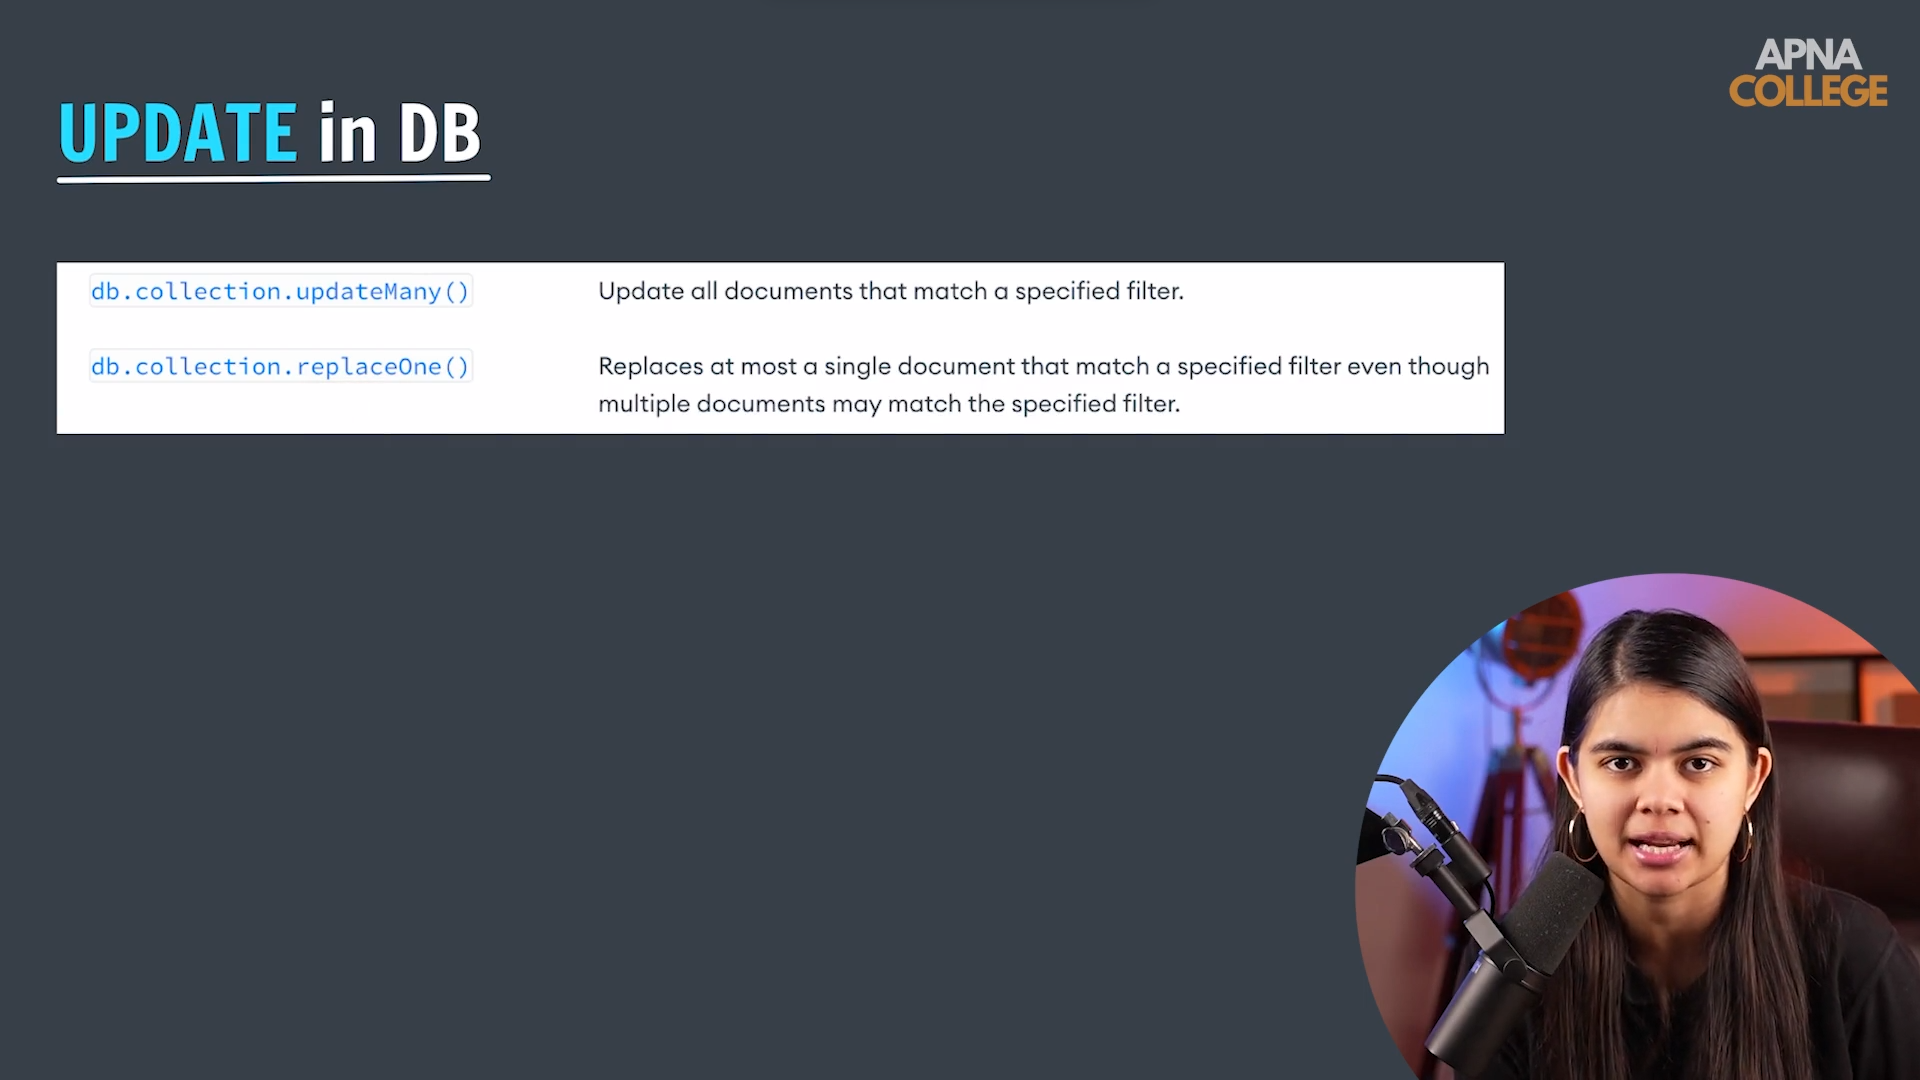 APNA
COLLEGE
UPDATE in DB
db.collection.updateMany() Update all documents that match a specified filter.
db.collection.replaceOne() Replaces at most a single document that match a specified filter even though
multiple documents may match the specified filter.